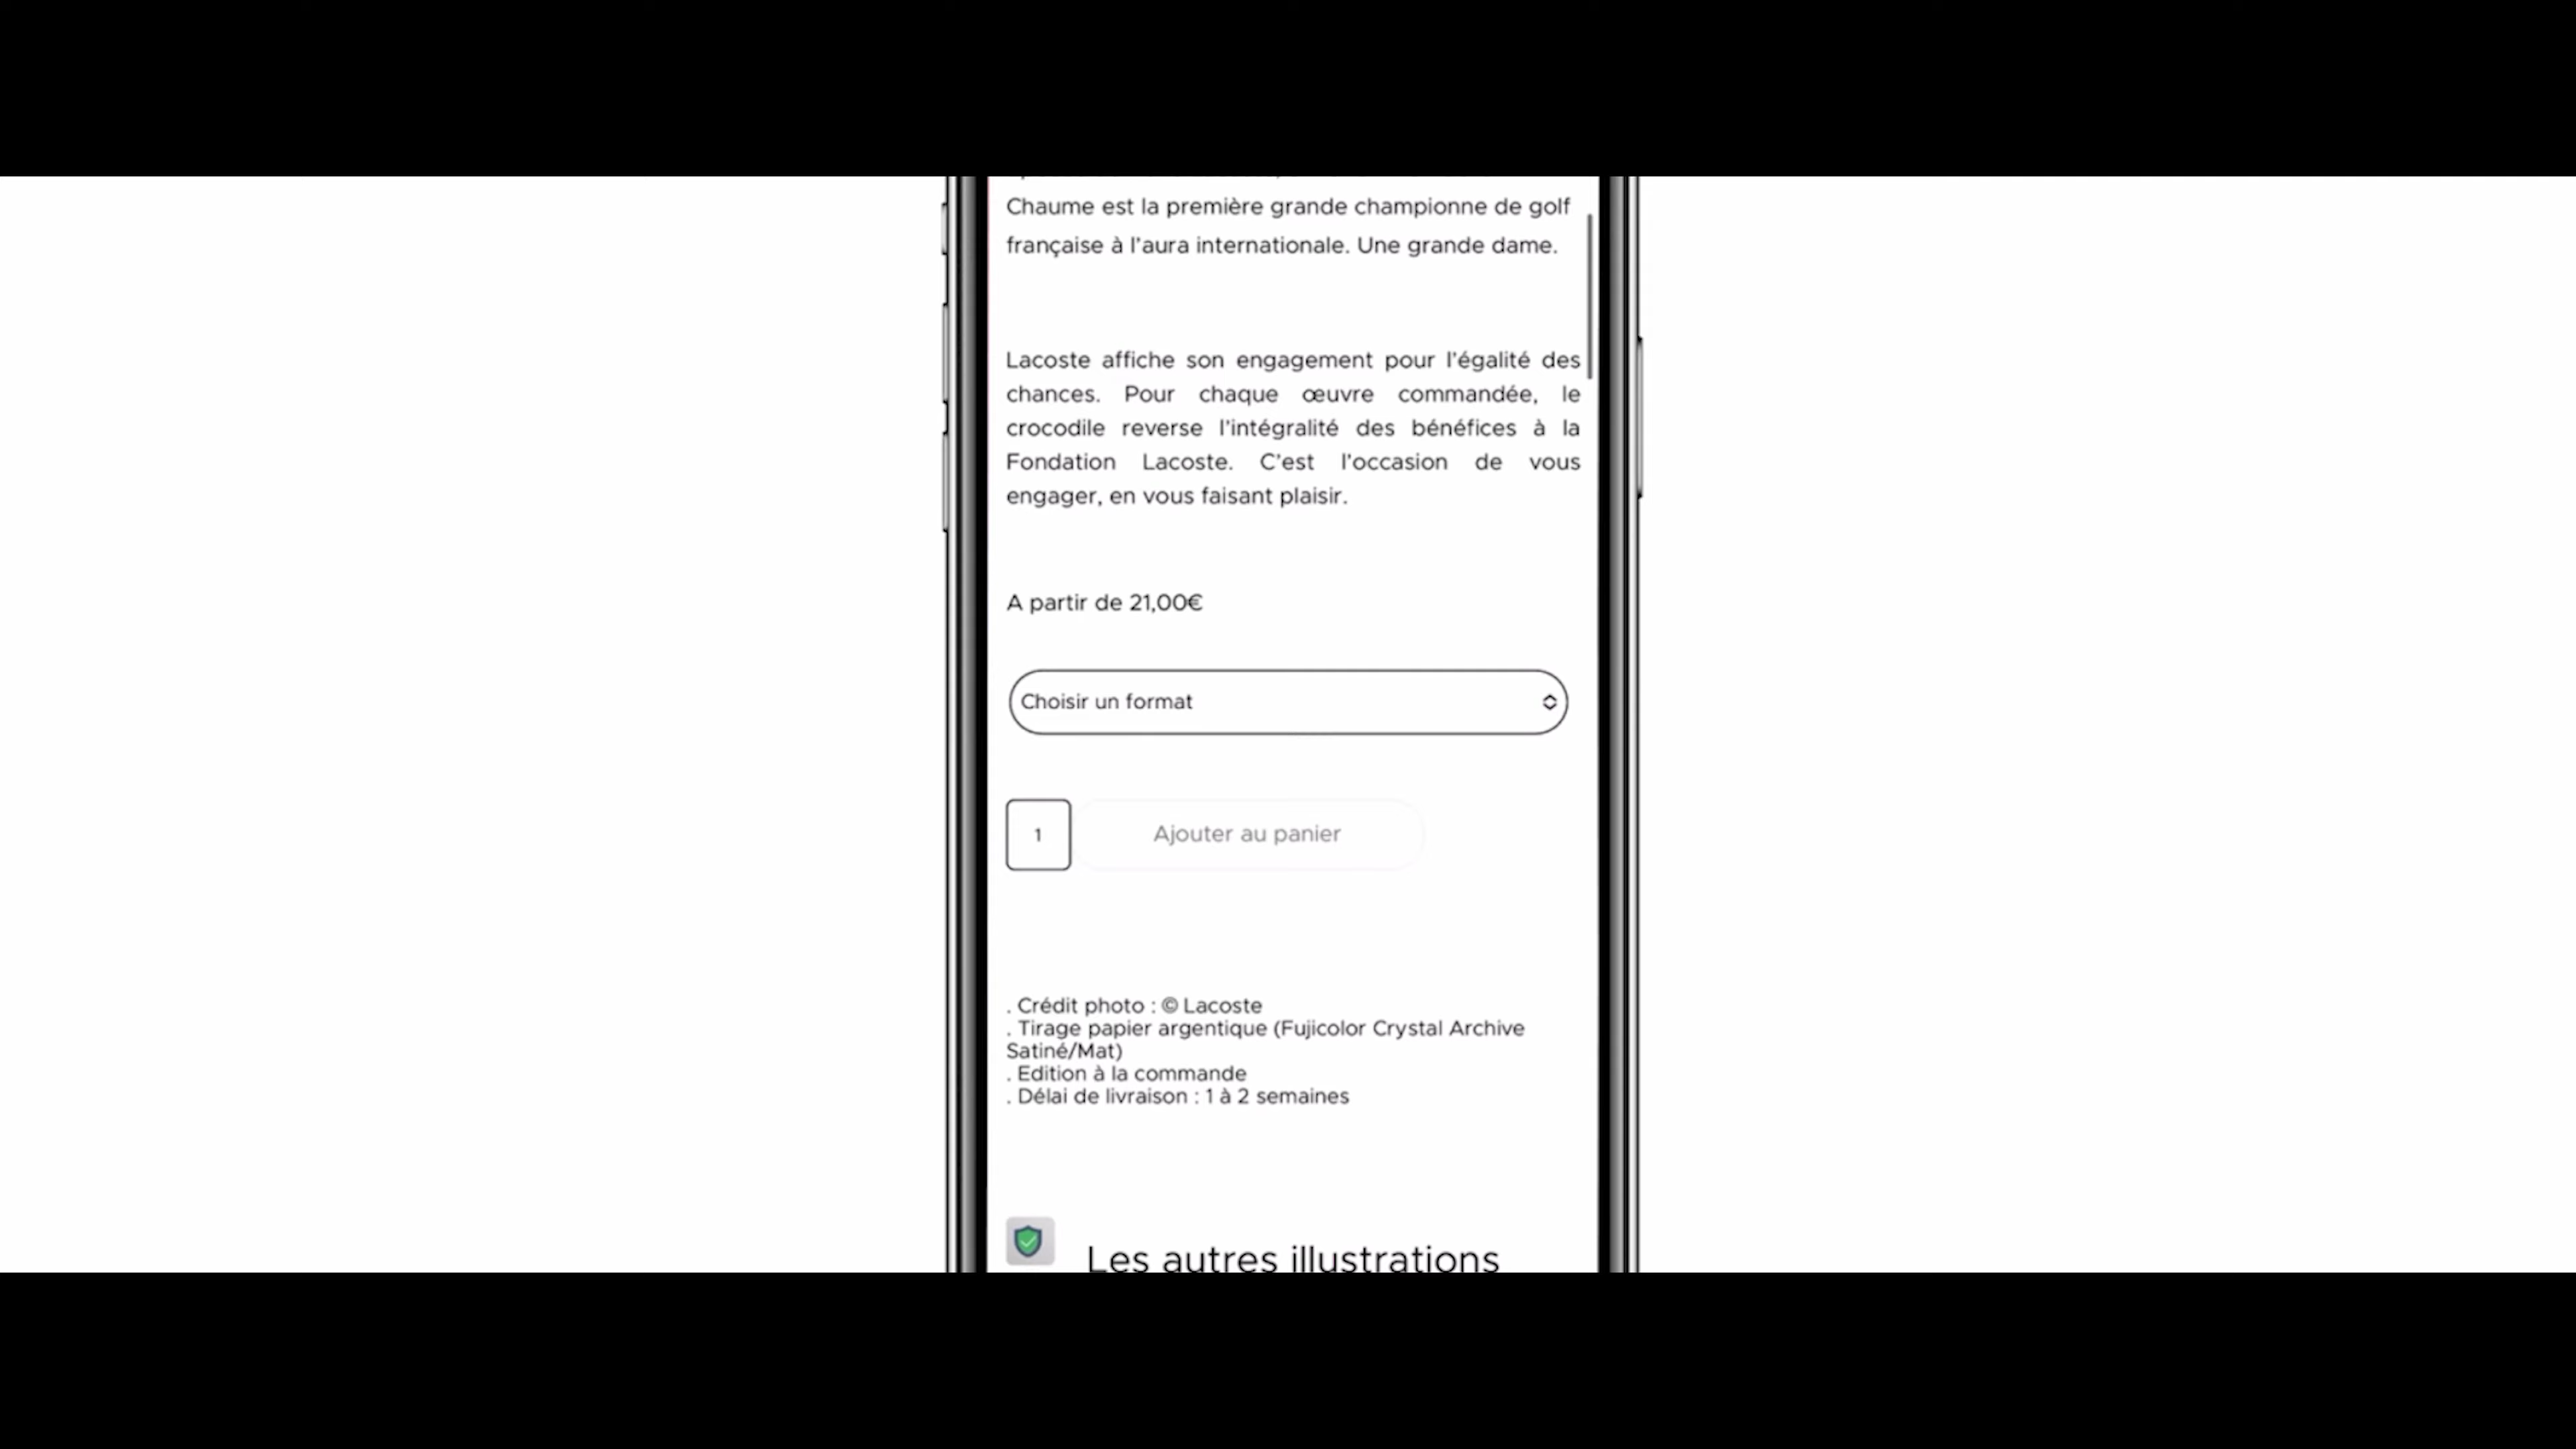 Chaume est la première grande championne de golf
française à l'aura internationale. Une grande dame.
Lacoste affiche son engagement pour l'égalité des
chances. Pour chaque œuvre commandée, le
crocodile reverse l'intégralité des bénéfices à la
Fondation Lacoste. C'est l'occasion de vous
engager, en vous faisant plaisir.
A partir de 21,00€
Choisir un format
1 Ajouter au panier
. Crédit photo : © Lacoste
. Tirage papier argentique (Fujicolor Crystal Archive
Satiné/Mat)
. Edition à la commande
. Délai de livraison : 1 à 2 semaines
Les autres illustrations